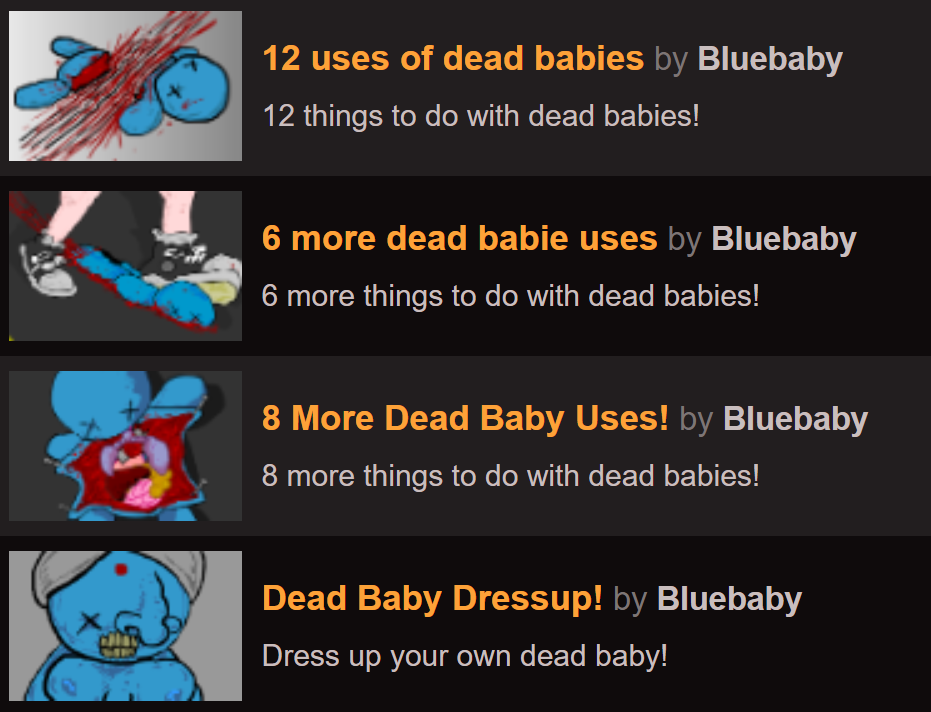 12 uses of dead babies by Bluebaby
12 things to do with dead babies!
6 more dead babie uses by Bluebaby
6 more things to do with dead babies!
8 More Dead Baby Uses! by Bluebaby
8 more things to do with dead babies!
Dead Baby Dressup! by Bluebaby
Dress up your own dead baby!